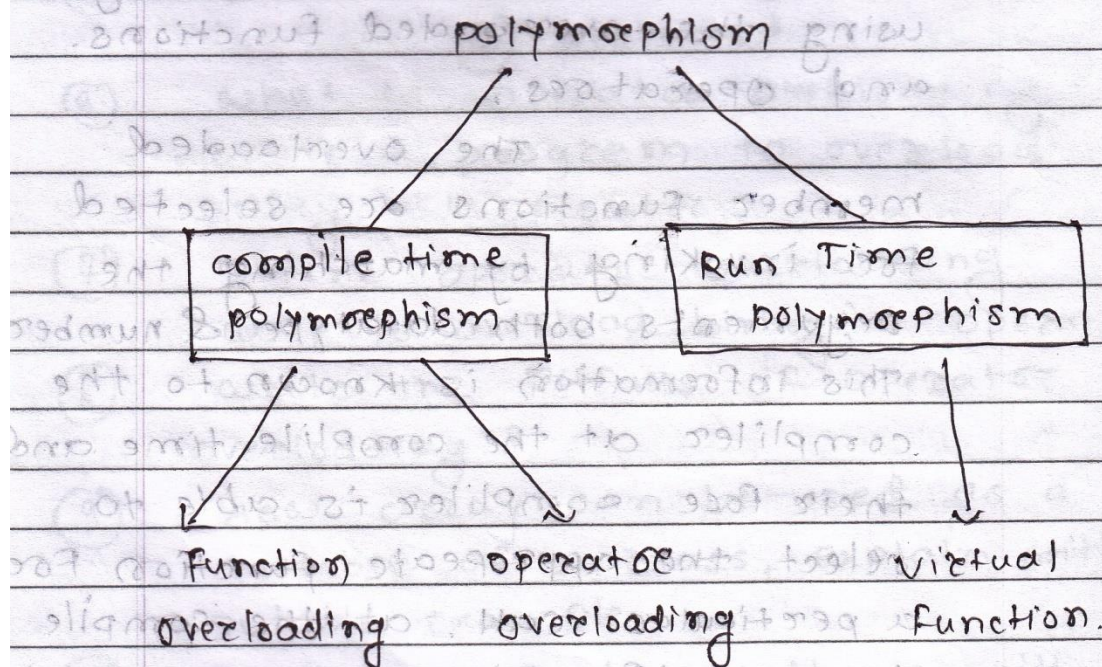 polymorphism
compile time
polymorphism
Run Time
polymorphism
Function
overloading
operator
overloading
virtual
Function.